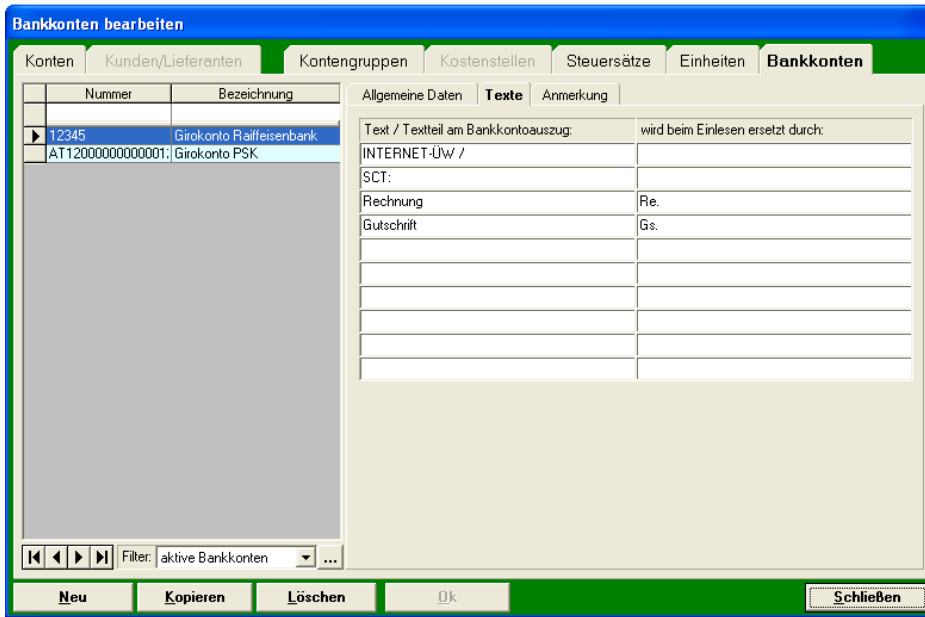 Bankkonten bearbeiten
Konten Kunden/Lieferanten Kontengruppen Kostenstellen Steuersätze Einheiten Bankkonten
Nummer Bezeichnung
12345 Girokonto Raiffeisenbank
AT12000000000001 Girokonto PSK
Allgemeine Daten Texte Anmerkung
Text / Textteil am Bankkontoauszug: wird beim Einlesen ersetzt durch:
INTERNET-ÜW /
SCT:
Rechnung Re.
Gutschrift Gs.
Filter: aktive Bankkonten ...
Neu Kopieren Löschen Ok Schließen